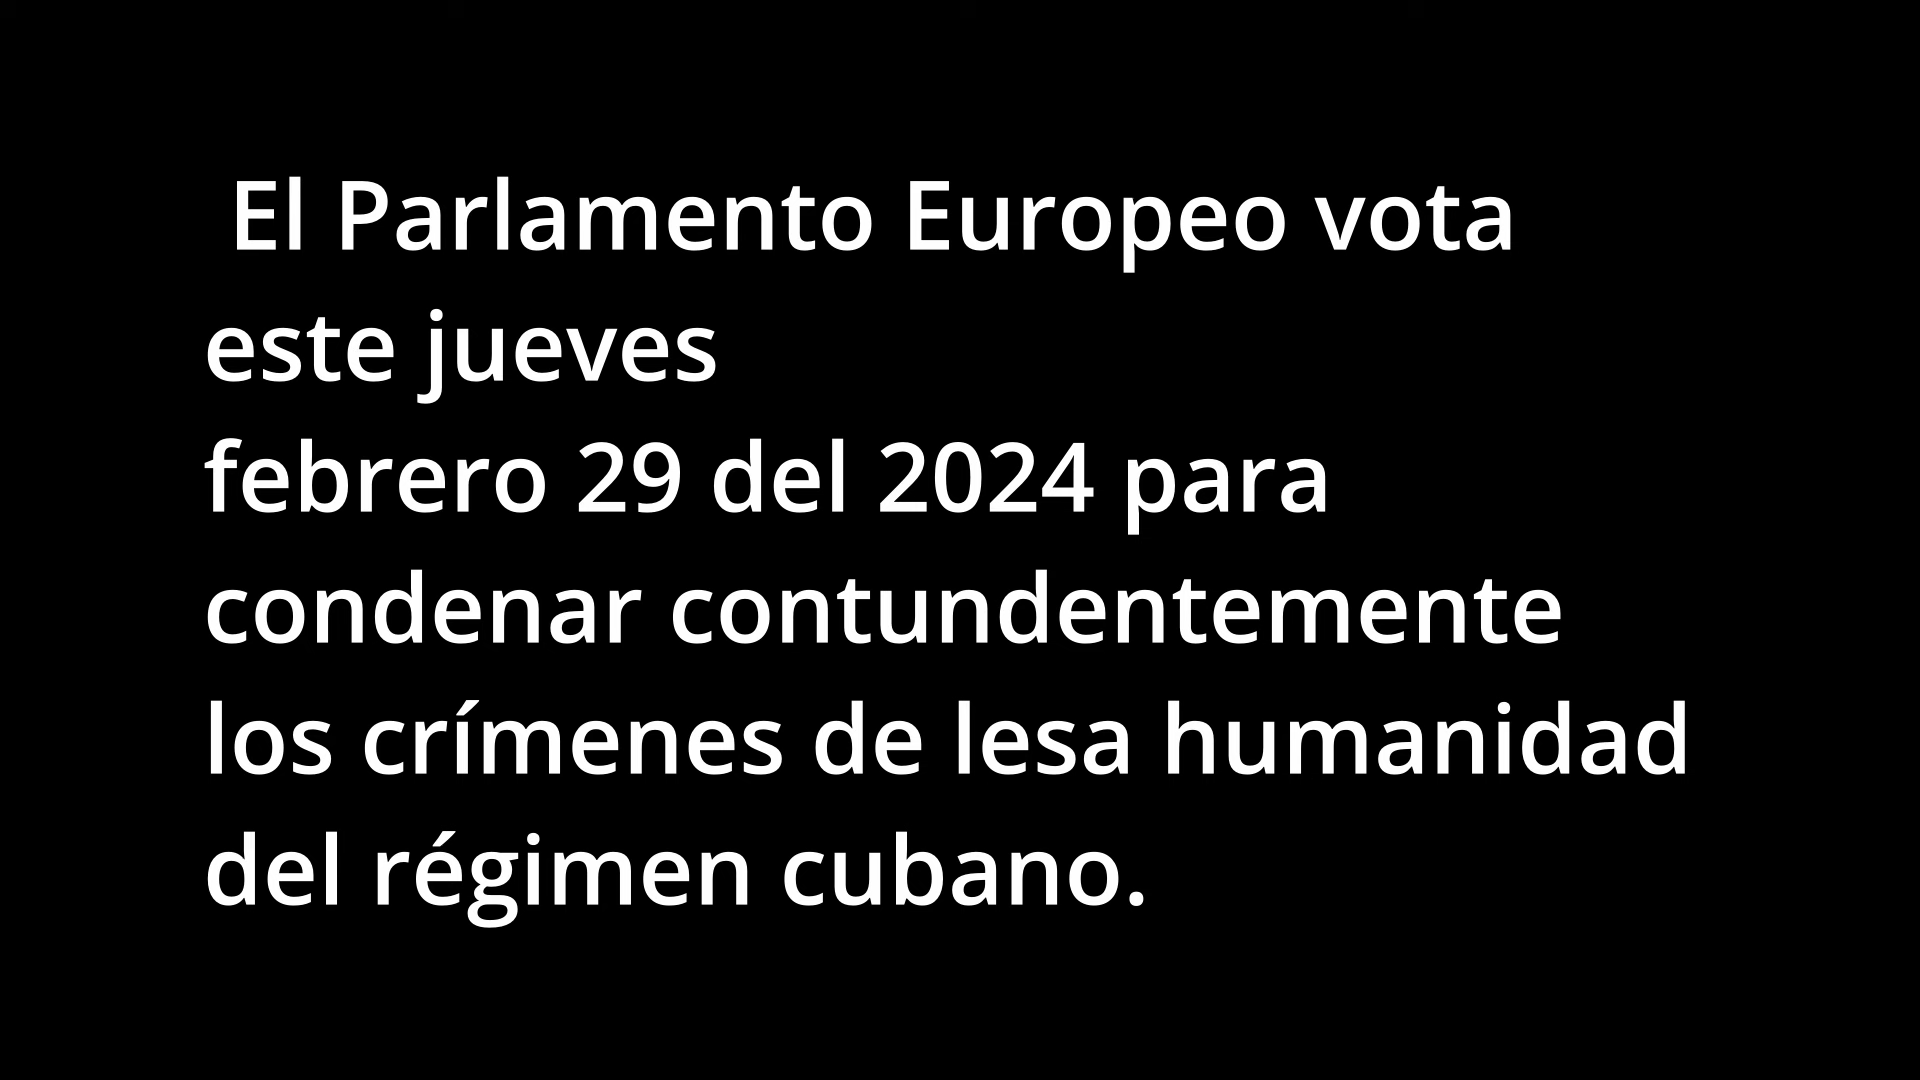 El Parlamento Europeo vota
este jueves
febrero 29 del 2024 para
condenar contundentemente
los crímenes de lesa humanidad
del régimen cubano.